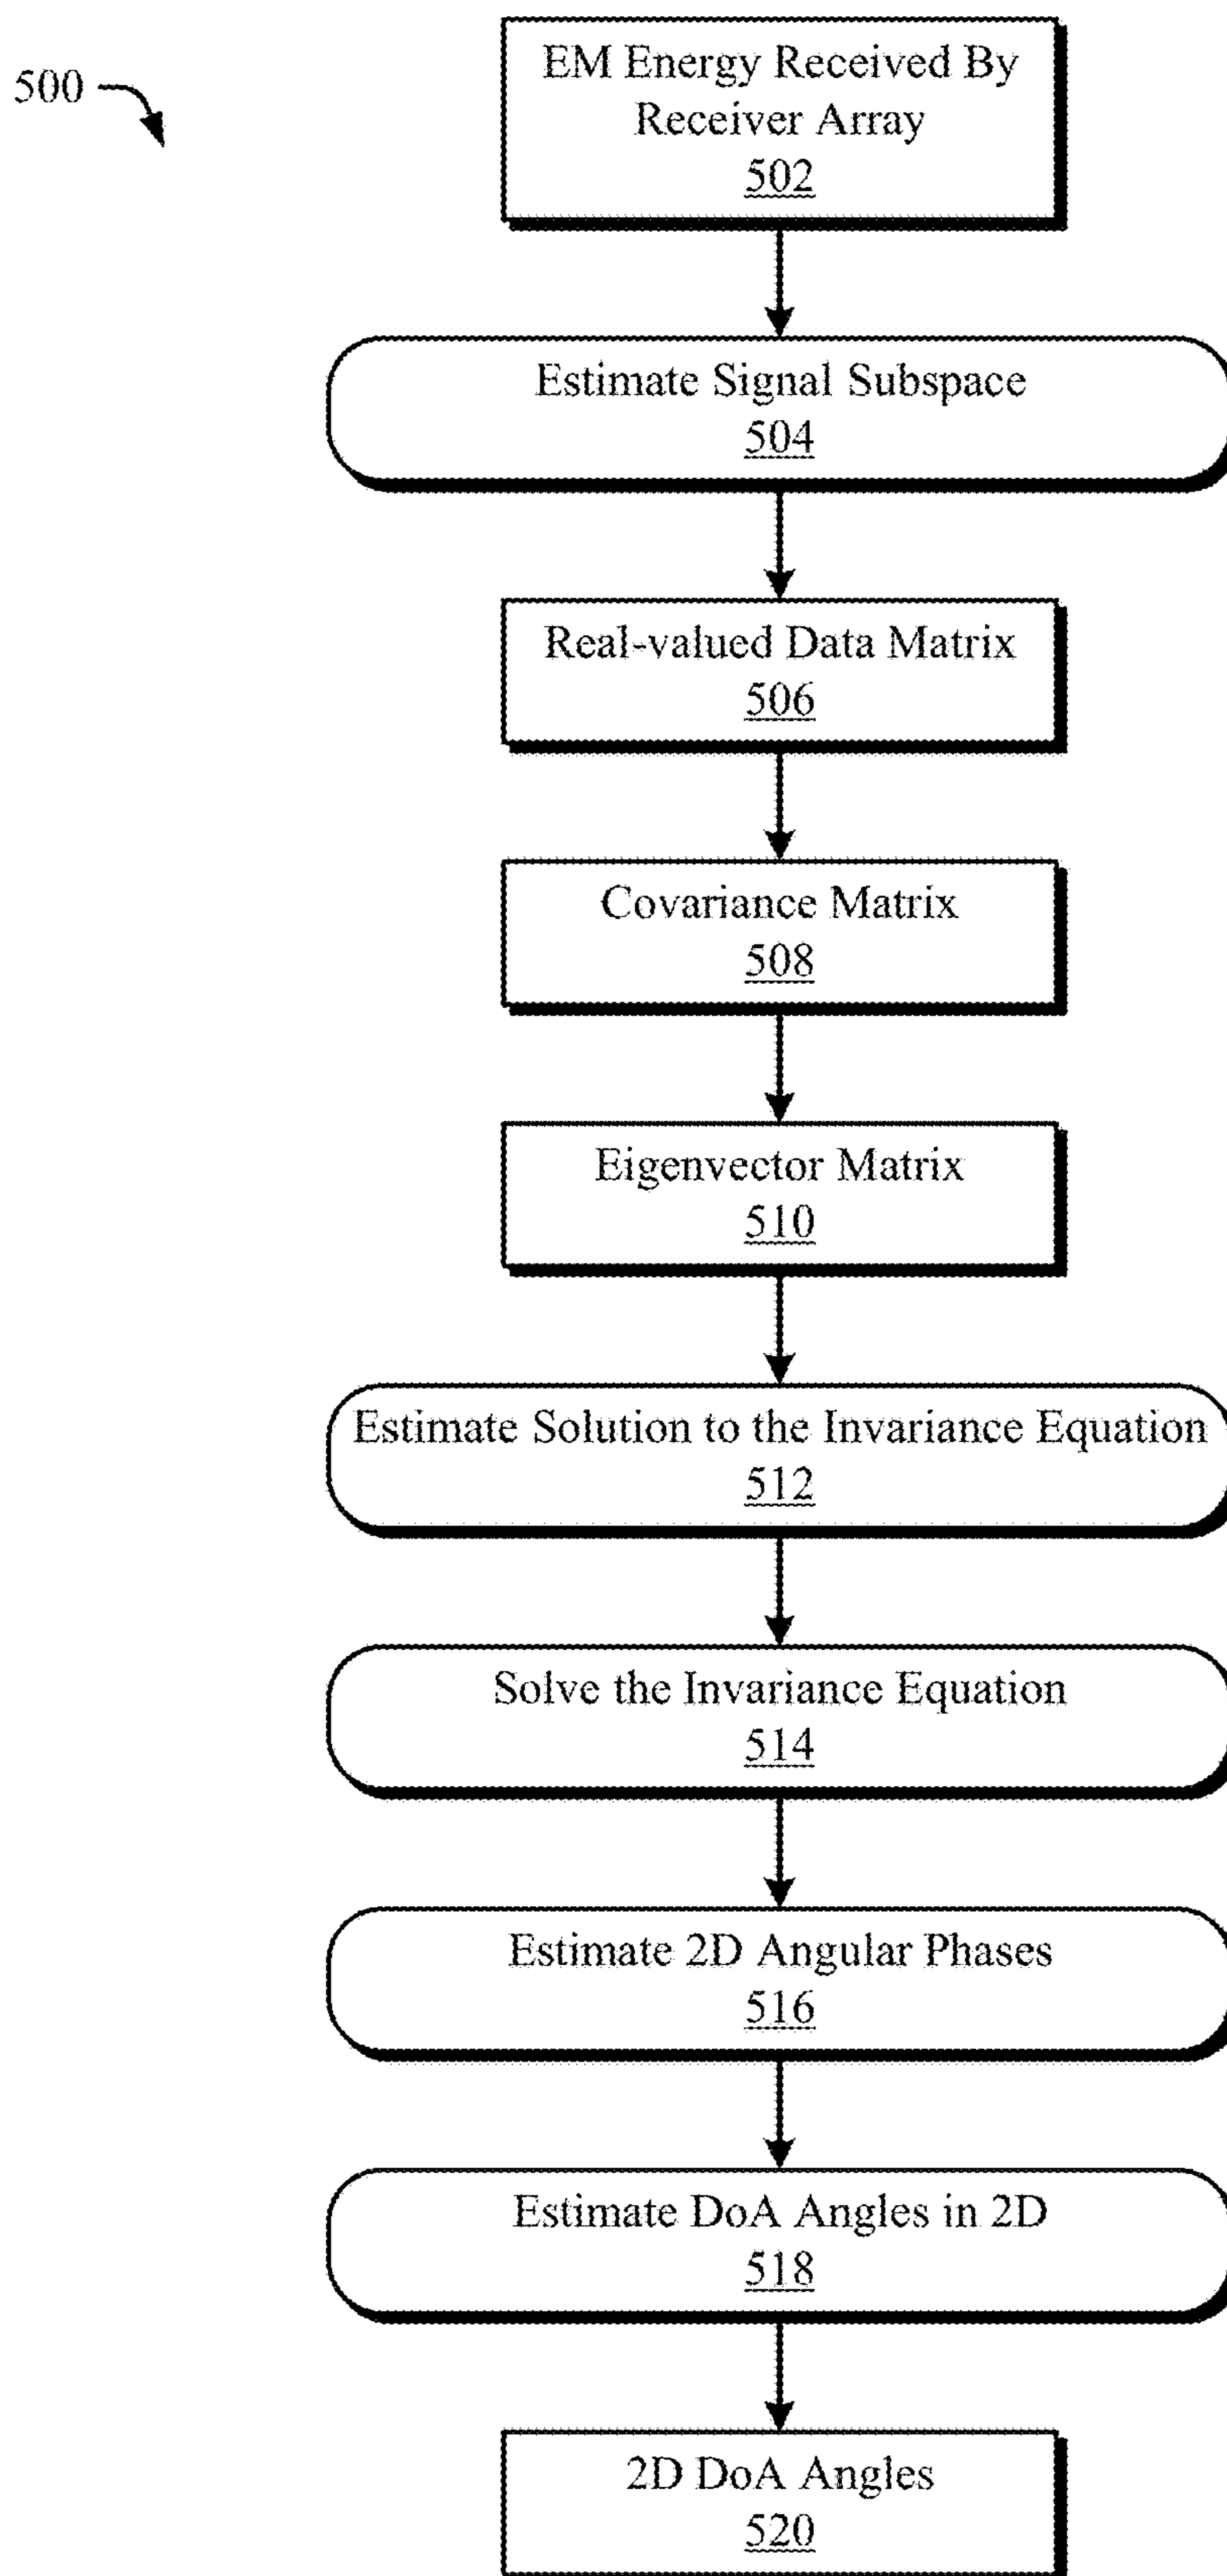 500
EM Energy Received By
Receiver Array
502
Estimate Signal Subspace
504
Real-valued Data Matrix
506
Covariance Matrix
508
Eigenvector Matrix
510
Estimate Solution to the Invariance Equation
512
Solve the Invariance Equation
514
Estimate 2D Angular Phases
516
Estimate DoA Angles in 2D
518
2D DoA Angles
520